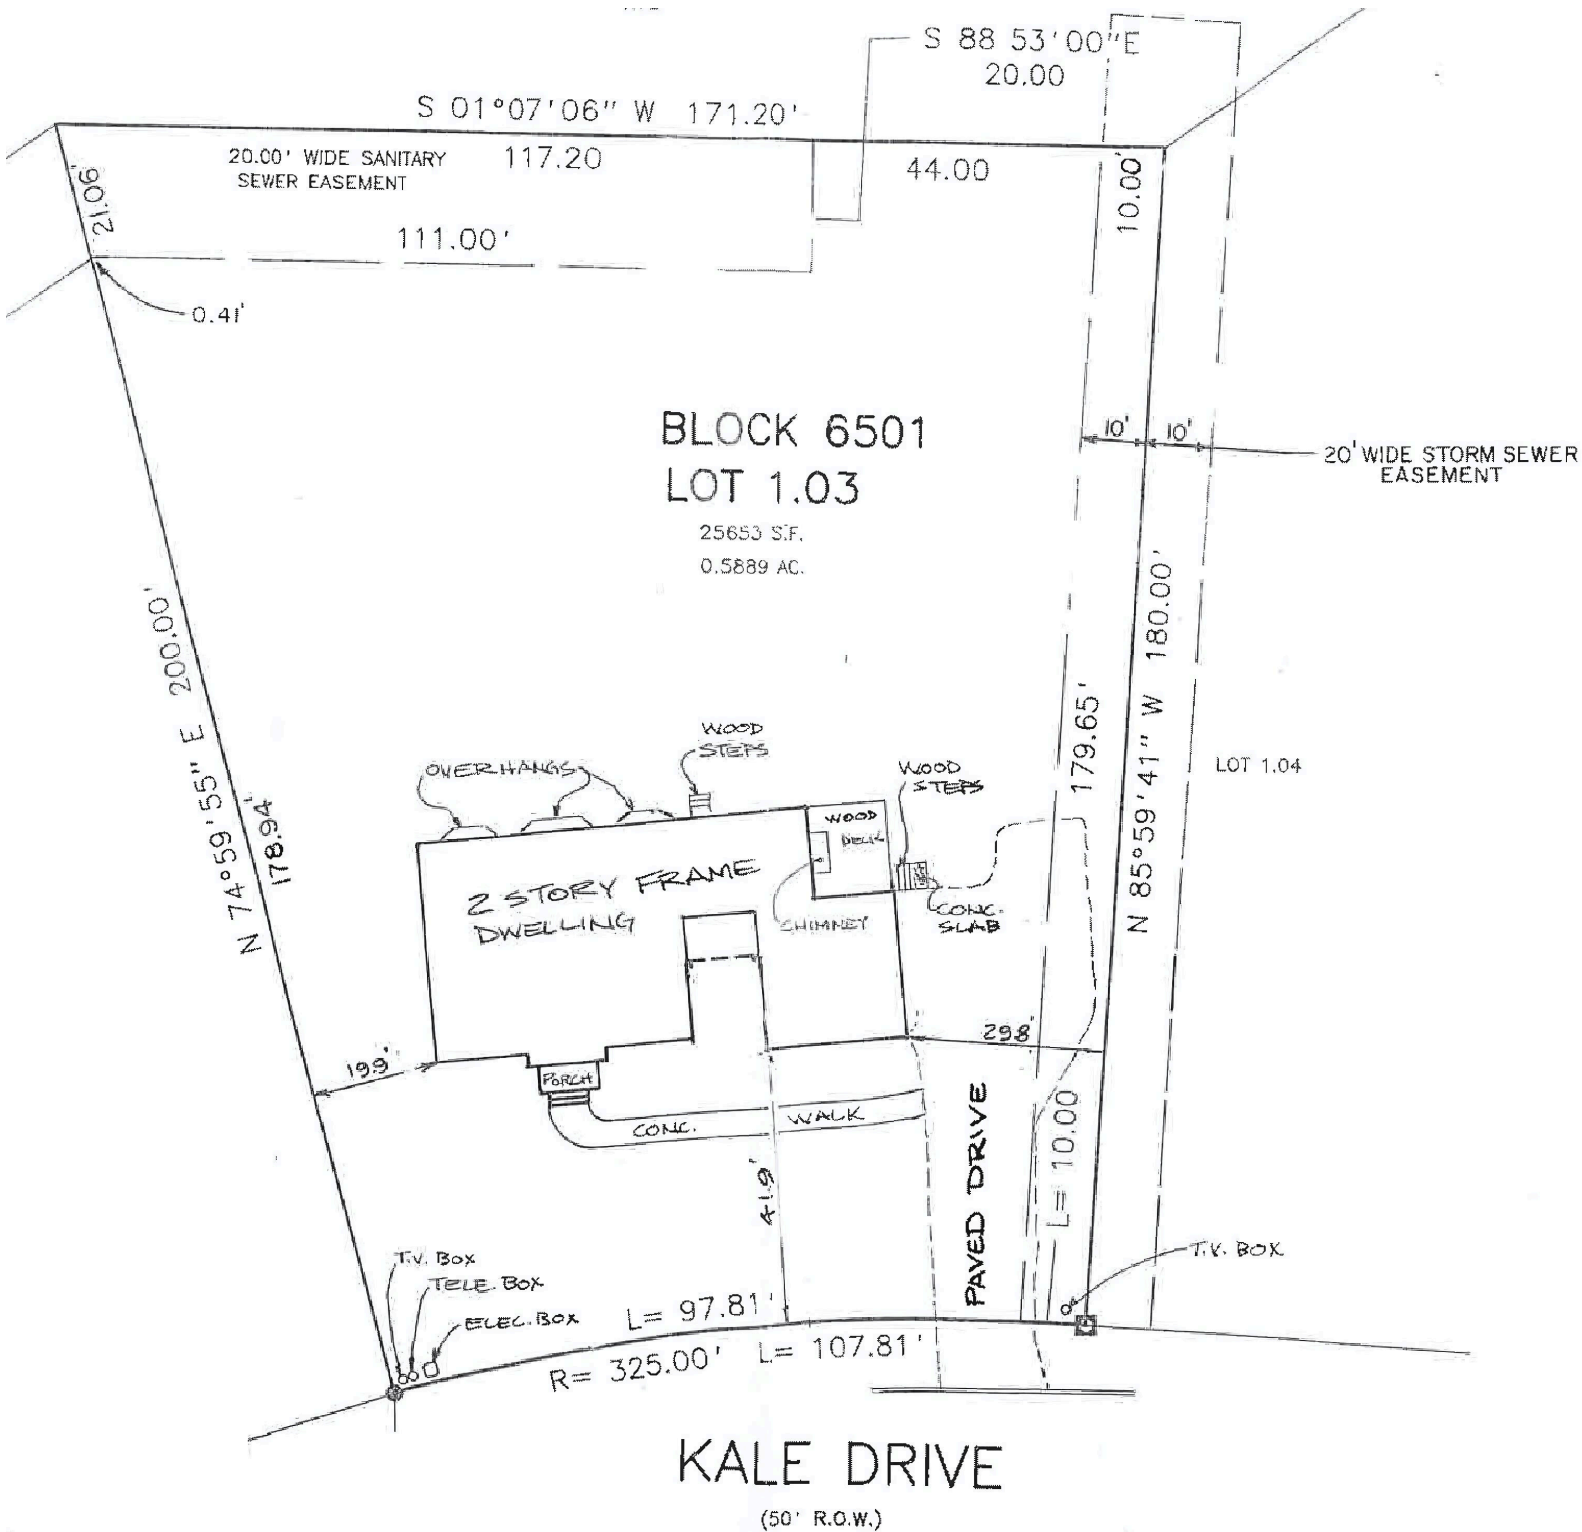 S 88 53'00"E
20.00
S 01°07'06" W 171.20'
20.00' WIDE SANITARY
SEWER EASEMENT
117.20
44.00
21.06'
10.00'
111.00'
0.41'
BLOCK 6501
LOT 1.03
25653 S.F.
0.5889 AC.
10'
10'
20' WIDE STORM SEWER
EASEMENT
N 74°59'55" E 200.00'
178.94'
179.65'
N 85°59'41" W 180.00'
LOT 1.04
WOOD
STEPS
OVERHANGS
WOOD
STEPS
WOOD
DECK
2 STORY FRAME
DWELLING
CHIMNEY
CONC.
SLAB
29.8'
19.9'
PORCH
CONC. WALK
41.9'
PAVED DRIVE
L= 10.00
T.V. BOX
TELE. BOX
ELEC. BOX
T.V. BOX
L= 97.81'
R= 325.00' L= 107.81'
KALE DRIVE
(50' R.O.W.)